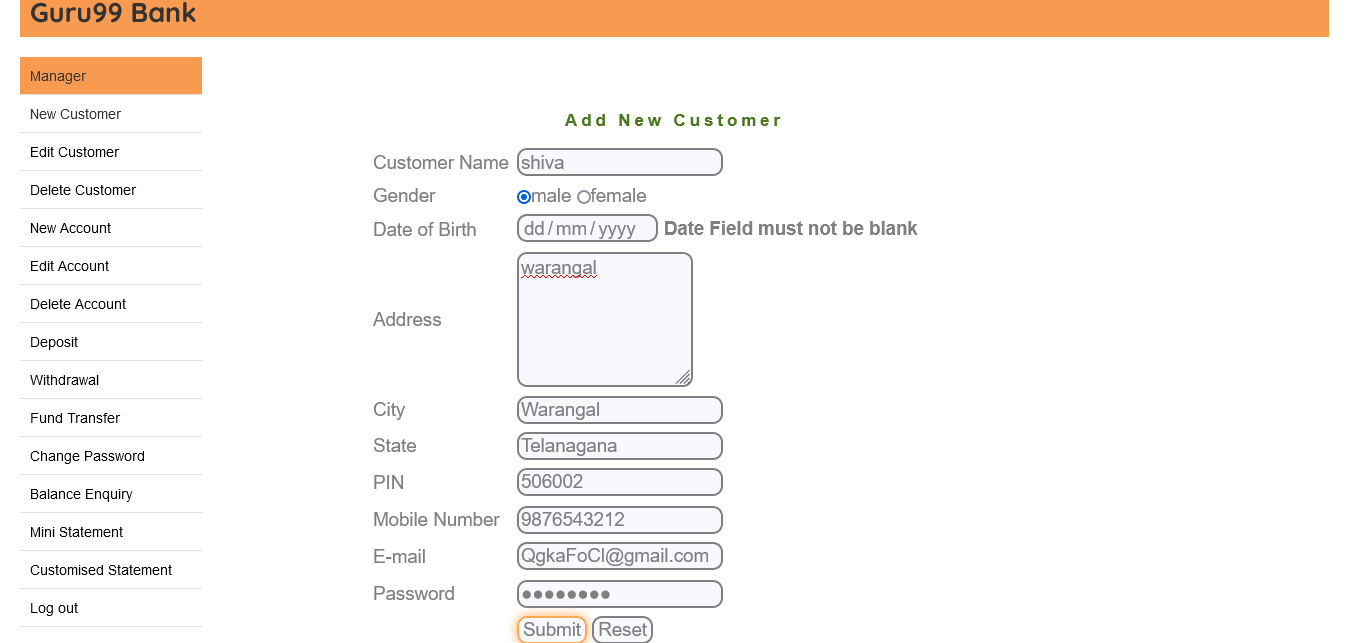 Guru99 Bank
Manager
New Customer
Edit Customer
Delete Customer
New Account
Edit Account
Delete Account
Deposit
Withdrawal
Fund Transfer
Change Password
Balance Enquiry
Mini Statement
Customised Statement
Log out
Add New Customer
Customer Name shiva
Gender male female
Date of Birth dd/mm/yyyy Date Field must not be blank
Address warangal
City Warangal
State Telanagana
PIN 506002
Mobile Number 9876543212
E-mail QgkaFoCl@gmail.com
Password ●●●●●●●●
Submit Reset